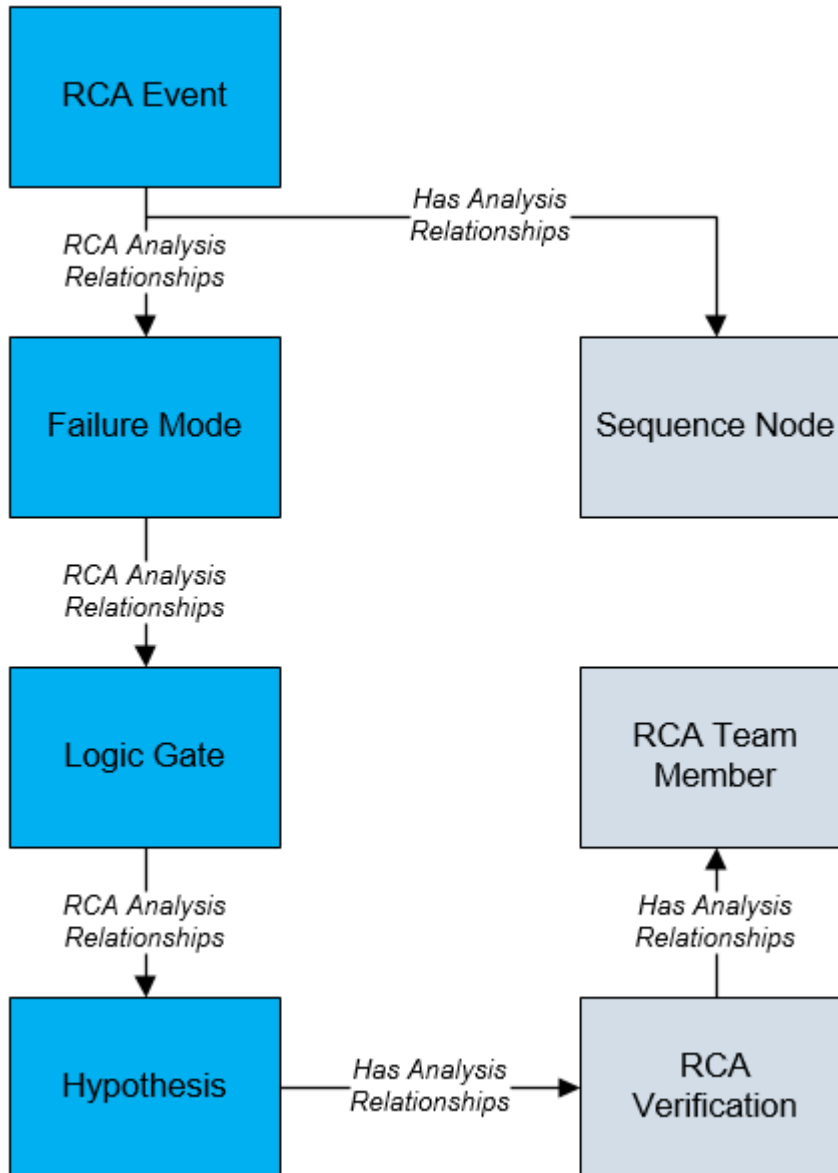 RCA Event
Has Analysis
Relationships
RCA Analysis
Relationships
Failure Mode
Sequence Node
RCA Analysis
Relationships
Logic Gate
RCA Team
Member
RCA Analysis
Relationships
Has Analysis
Relationships
Hypothesis
Has Analysis
Relationships
RCA
Verification